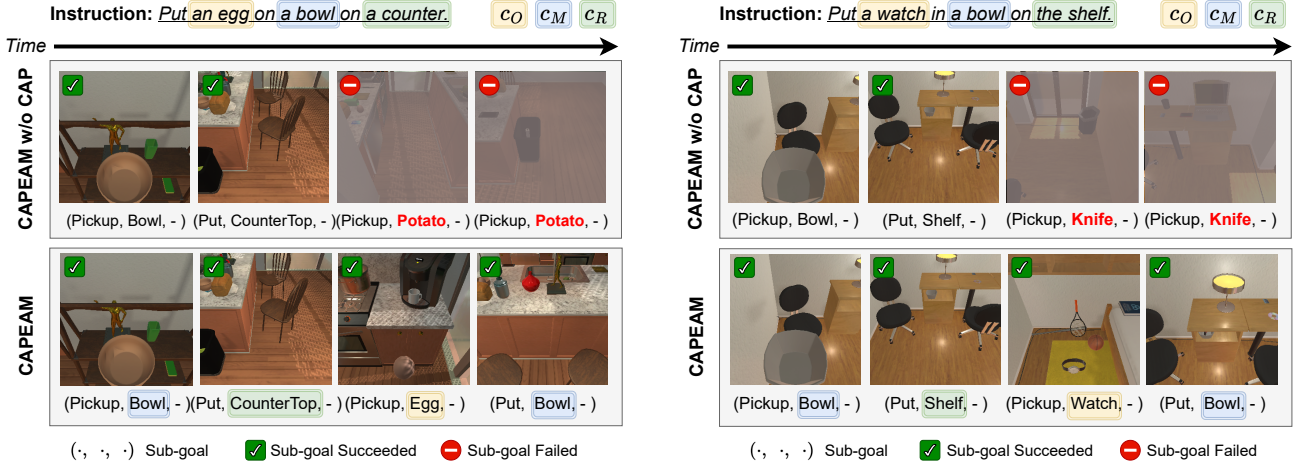 Instruction: Put an egg on a bowl on a counter. c_O c_M c_R
Time
CAPEAM w/o CAP
(Pickup, Bowl, - ) (Put, CounterTop, - ) (Pickup, Potato, - ) (Pickup, Potato, - )
CAPEAM
(Pickup, Bowl, - ) (Put, CounterTop, - ) (Pickup, Egg, - ) (Put, Bowl, - )
(·, ·, ·) Sub-goal Sub-goal Succeeded Sub-goal Failed
Instruction: Put a watch in a bowl on the shelf. c_O c_M c_R
Time
CAPEAM w/o CAP
(Pickup, Bowl, - ) (Put, Shelf, - ) (Pickup, Knife, - ) (Pickup, Knife, - )
CAPEAM
(Pickup, Bowl, - ) (Put, Shelf, - ) (Pickup, Watch, - ) (Put, Bowl, - )
(·, ·, ·) Sub-goal Sub-goal Succeeded Sub-goal Failed